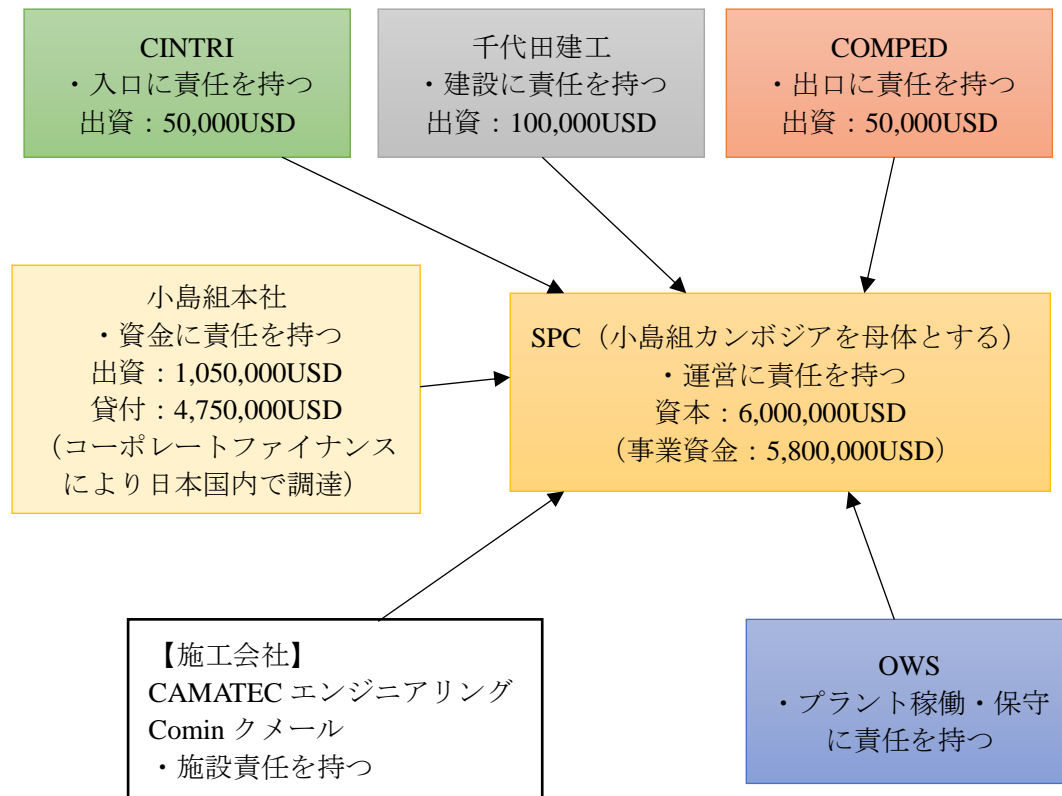 CINTRI
・入口に責任を持つ
出資：50,000USD
千代田建工
・建設に責任を持つ
出資：100,000USD
COMPED
・出口に責任を持つ
出資：50,000USD
小島組本社
・資金に責任を持つ
出資：1,050,000USD
貸付：4,750,000USD
（コーポレートファイナンス
により日本国内で調達）
SPC（小島組カンボジアを母体とする）
・運営に責任を持つ
資本：6,000,000USD
（事業資金：5,800,000USD）
【施工会社】
CAMATEC エンジニアリング
Comin クメール
・施設責任を持つ
OWS
・プラント稼働・保守
に責任を持つ